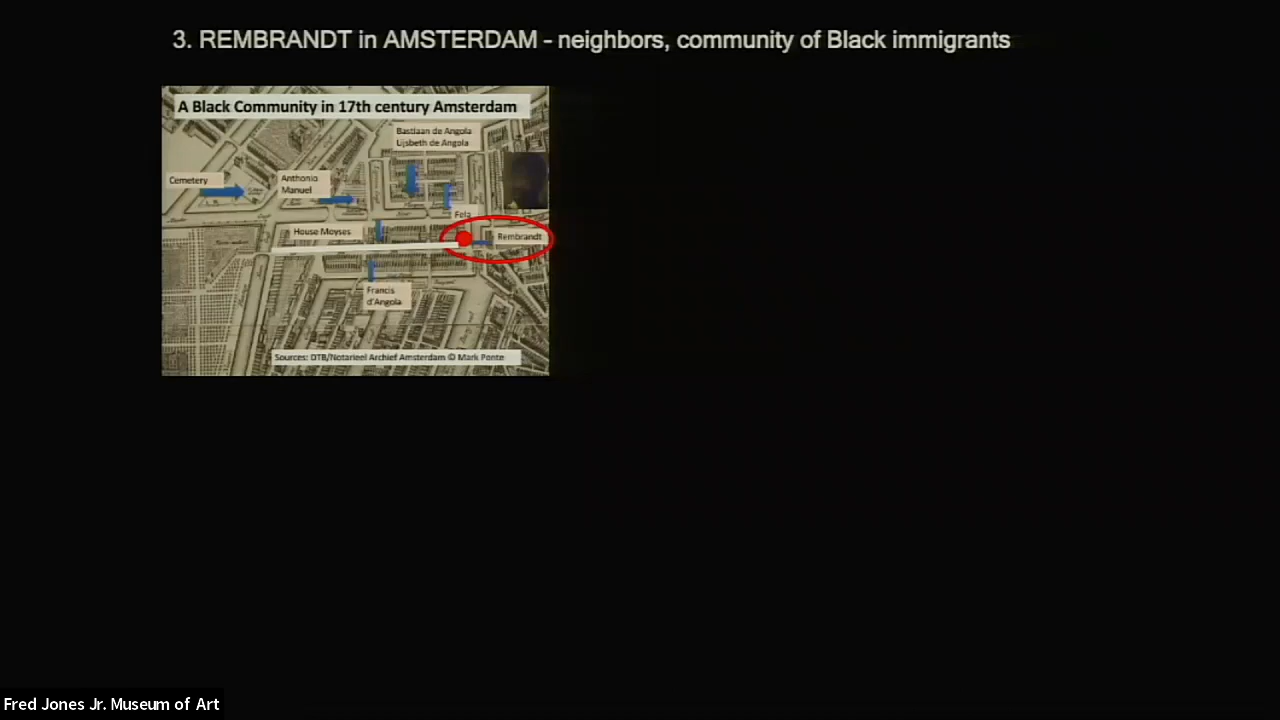 3. REMBRANDT in AMSTERDAM - neighbors, community of Black immigrants
A Black Community in 17th century Amsterdam
Bastiaan de Angola
Lijsbeth de Angola
Cemetery
Anthonio
Manuel
Fela
House Moyses
Rembrandt
Francis
d'Angola
Sources: DTB/Notarieel Archief Amsterdam © Mark Ponte
Fred Jones Jr. Museum of Art